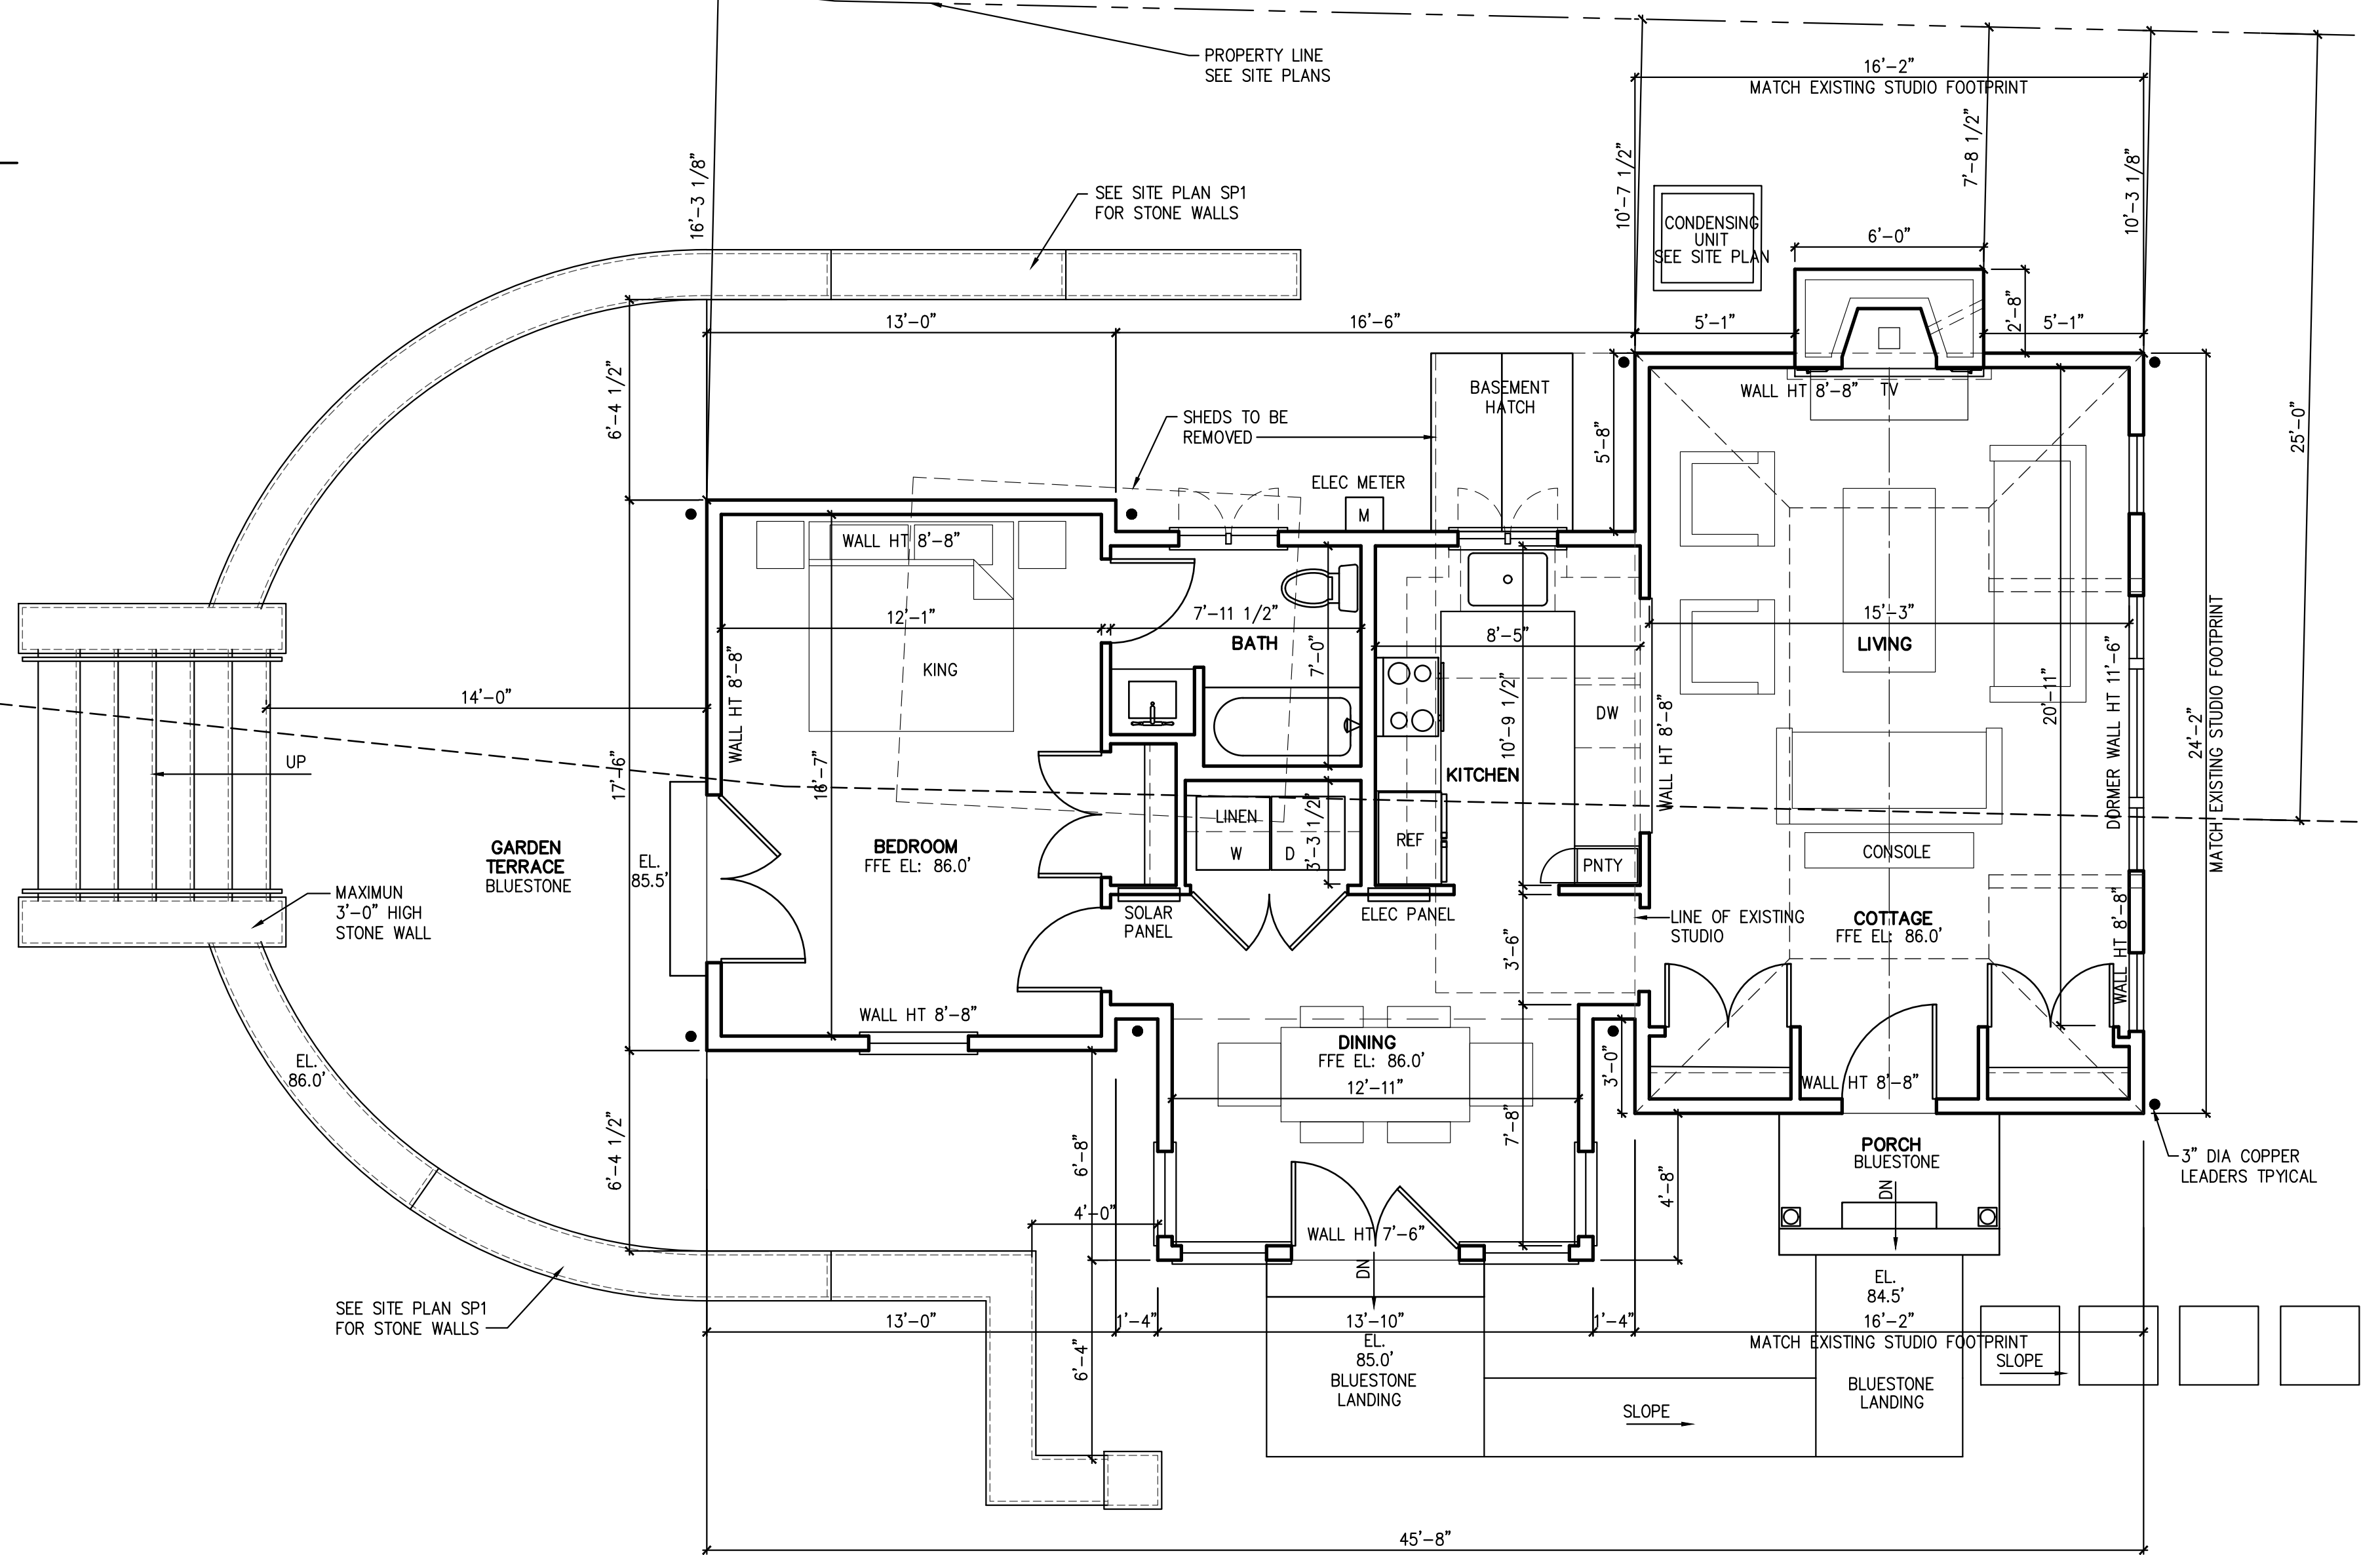 PROPERTY LINE
SEE SITE PLANS
16'-2"
MATCH EXISTING STUDIO FOOTPRINT
16'-3 1/8"
10'-7 1/2"
7'-8 1/2"
10'-3 1/8"
SEE SITE PLAN SP1
FOR STONE WALLS
CONDENSING
UNIT
SEE SITE PLAN
6'-0"
2'-8"
13'-0"
16'-6"
5'-1"
5'-1"
6'-4 1/2"
BASEMENT
HATCH
SHEDS TO BE
REMOVED
5'-8"
WALL HT 8'-8"
TV
25'-0"
ELEC METER
M
WALL HT 8'-8"
12'-1"
7'-11 1/2"
BATH
7'-0"
8'-5"
15'-3"
LIVING
KING
WALL HT 8'-8"
14'-0"
17'-6"
16'-7"
UP
10'-9 1/2"
DW
KITCHEN
WALL HT 8'-8"
20'-11"
DORMER WALL HT 11'-6"
24'-2"
MATCH EXISTING STUDIO FOOTPRINT
GARDEN
TERRACE
BLUESTONE
EL.
85.5'
BEDROOM
FFE EL: 86.0'
LINEN
W
D
3'-3 1/2"
REF
PNTY
CONSOLE
MAXIMUN
3'-0" HIGH
STONE WALL
SOLAR
PANEL
ELEC PANEL
LINE OF EXISTING
STUDIO
COTTAGE
FFE EL: 86.0'
WALL HT 8'-8"
3'-6"
WALL HT 8'-8"
EL.
86.0'
DINING
FFE EL: 86.0'
12'-11"
3'-0"
WALL HT 8'-8"
6'-4 1/2"
6'-8"
7'-8"
4'-8"
PORCH
BLUESTONE
DN
3" DIA COPPER
LEADERS TPYICAL
4'-0"
WALL HT 7'-6"
DN
SEE SITE PLAN SP1
FOR STONE WALLS
13'-0"
1'-4"
13'-10"
1'-4"
EL.
84.5'
16'-2"
MATCH EXISTING STUDIO FOOTPRINT
6'-4"
EL.
85.0'
BLUESTONE
LANDING
SLOPE
BLUESTONE
LANDING
SLOPE
45'-8"